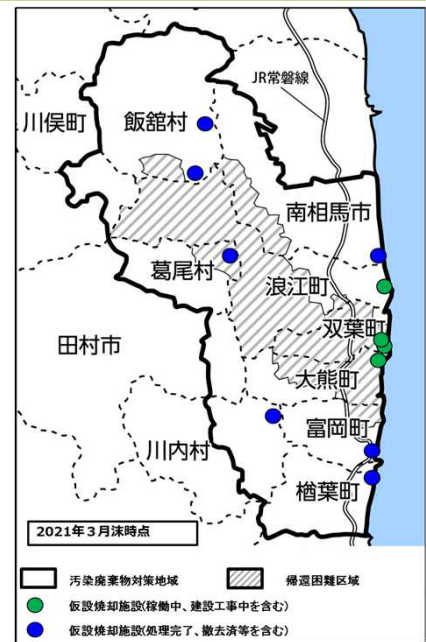 JR常磐線
川俣町
飯舘村
南相馬市
葛尾村
浪江町
双葉町
田村市
大熊町
富岡町
川内村
楢葉町
2021年3月末時点
汚染廃棄物対策地域
帰還困難区域
仮設焼却施設(稼働中、建設工事中を含む)
仮設焼却施設(処理完了、撤去済等を含む)